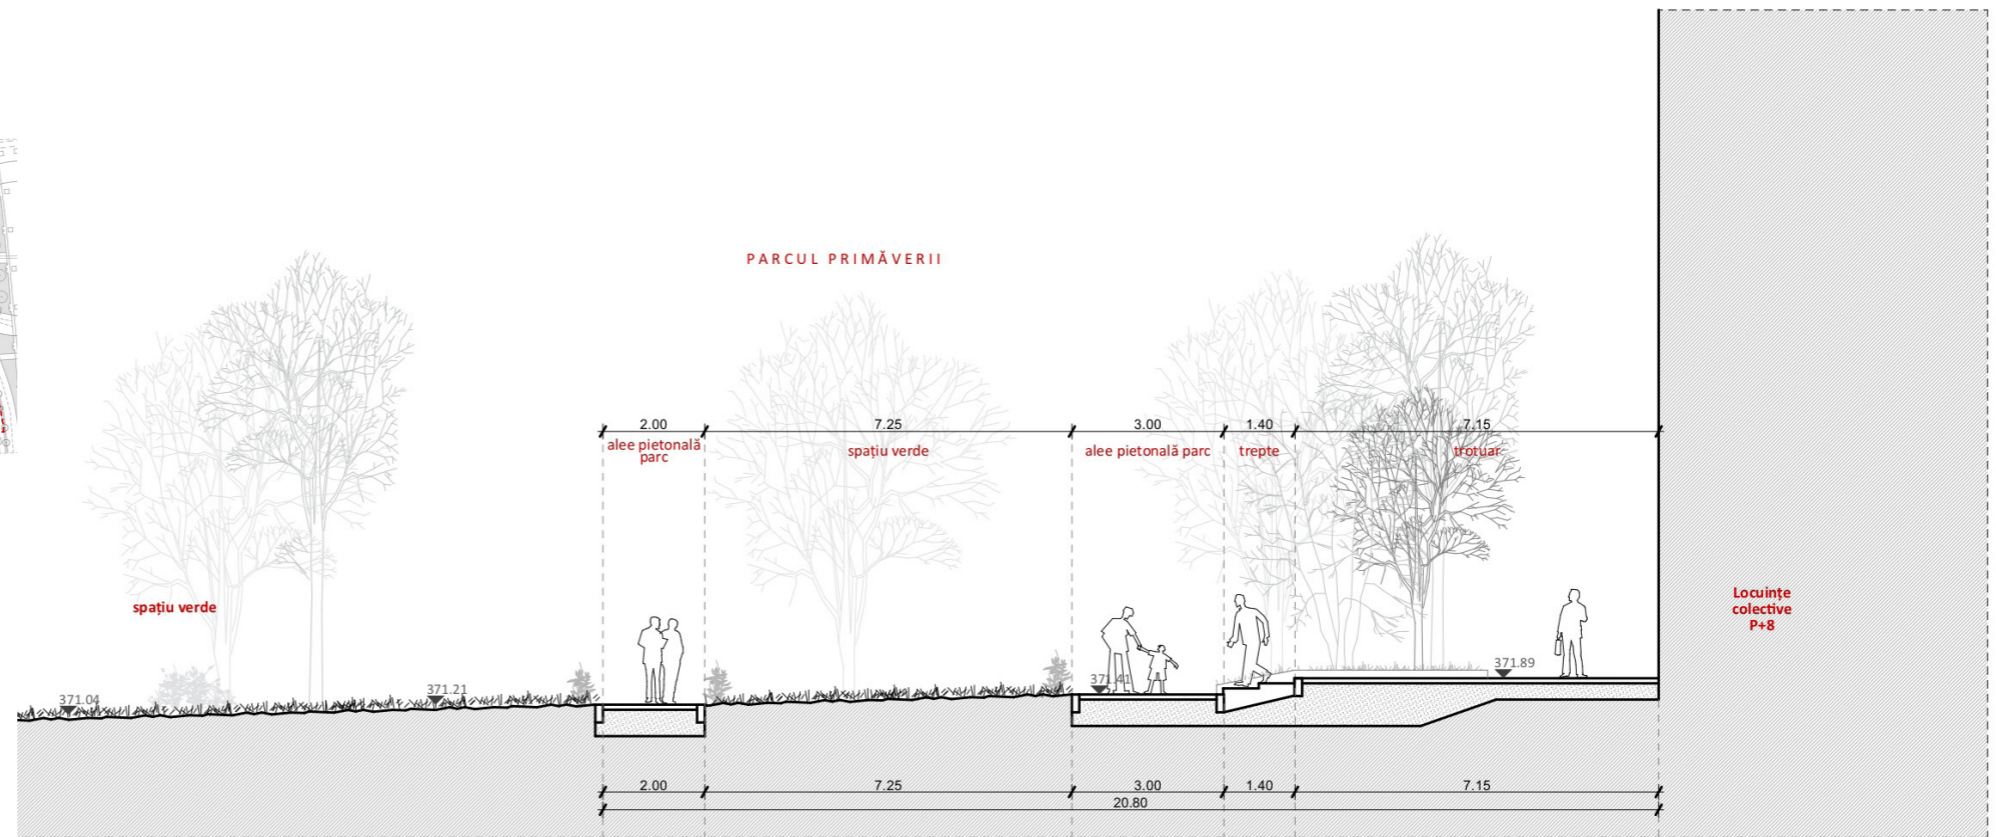 PARCUL PRIMĂVERII
2.00 7.25 3.00 1.40 7.15
alee pietonală
parc
spațiu verde
alee pietonală parc
trepte
trotuar
spațiu verde
Locuințe
colective
P+8
371.04
371.21
371.41
371.89
2.00 7.25 3.00 1.40 7.15
20.80